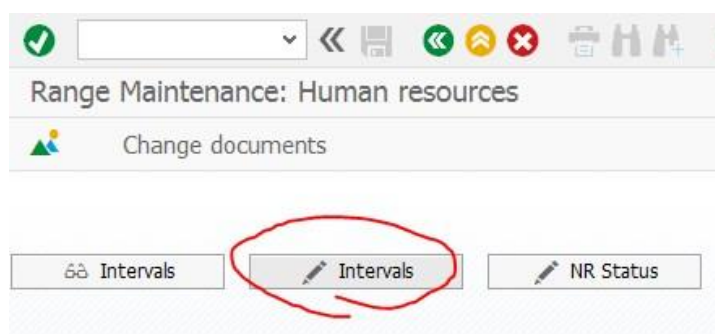 Range Maintenance: Human resources
Change documents
Intervals
Intervals
NR Status